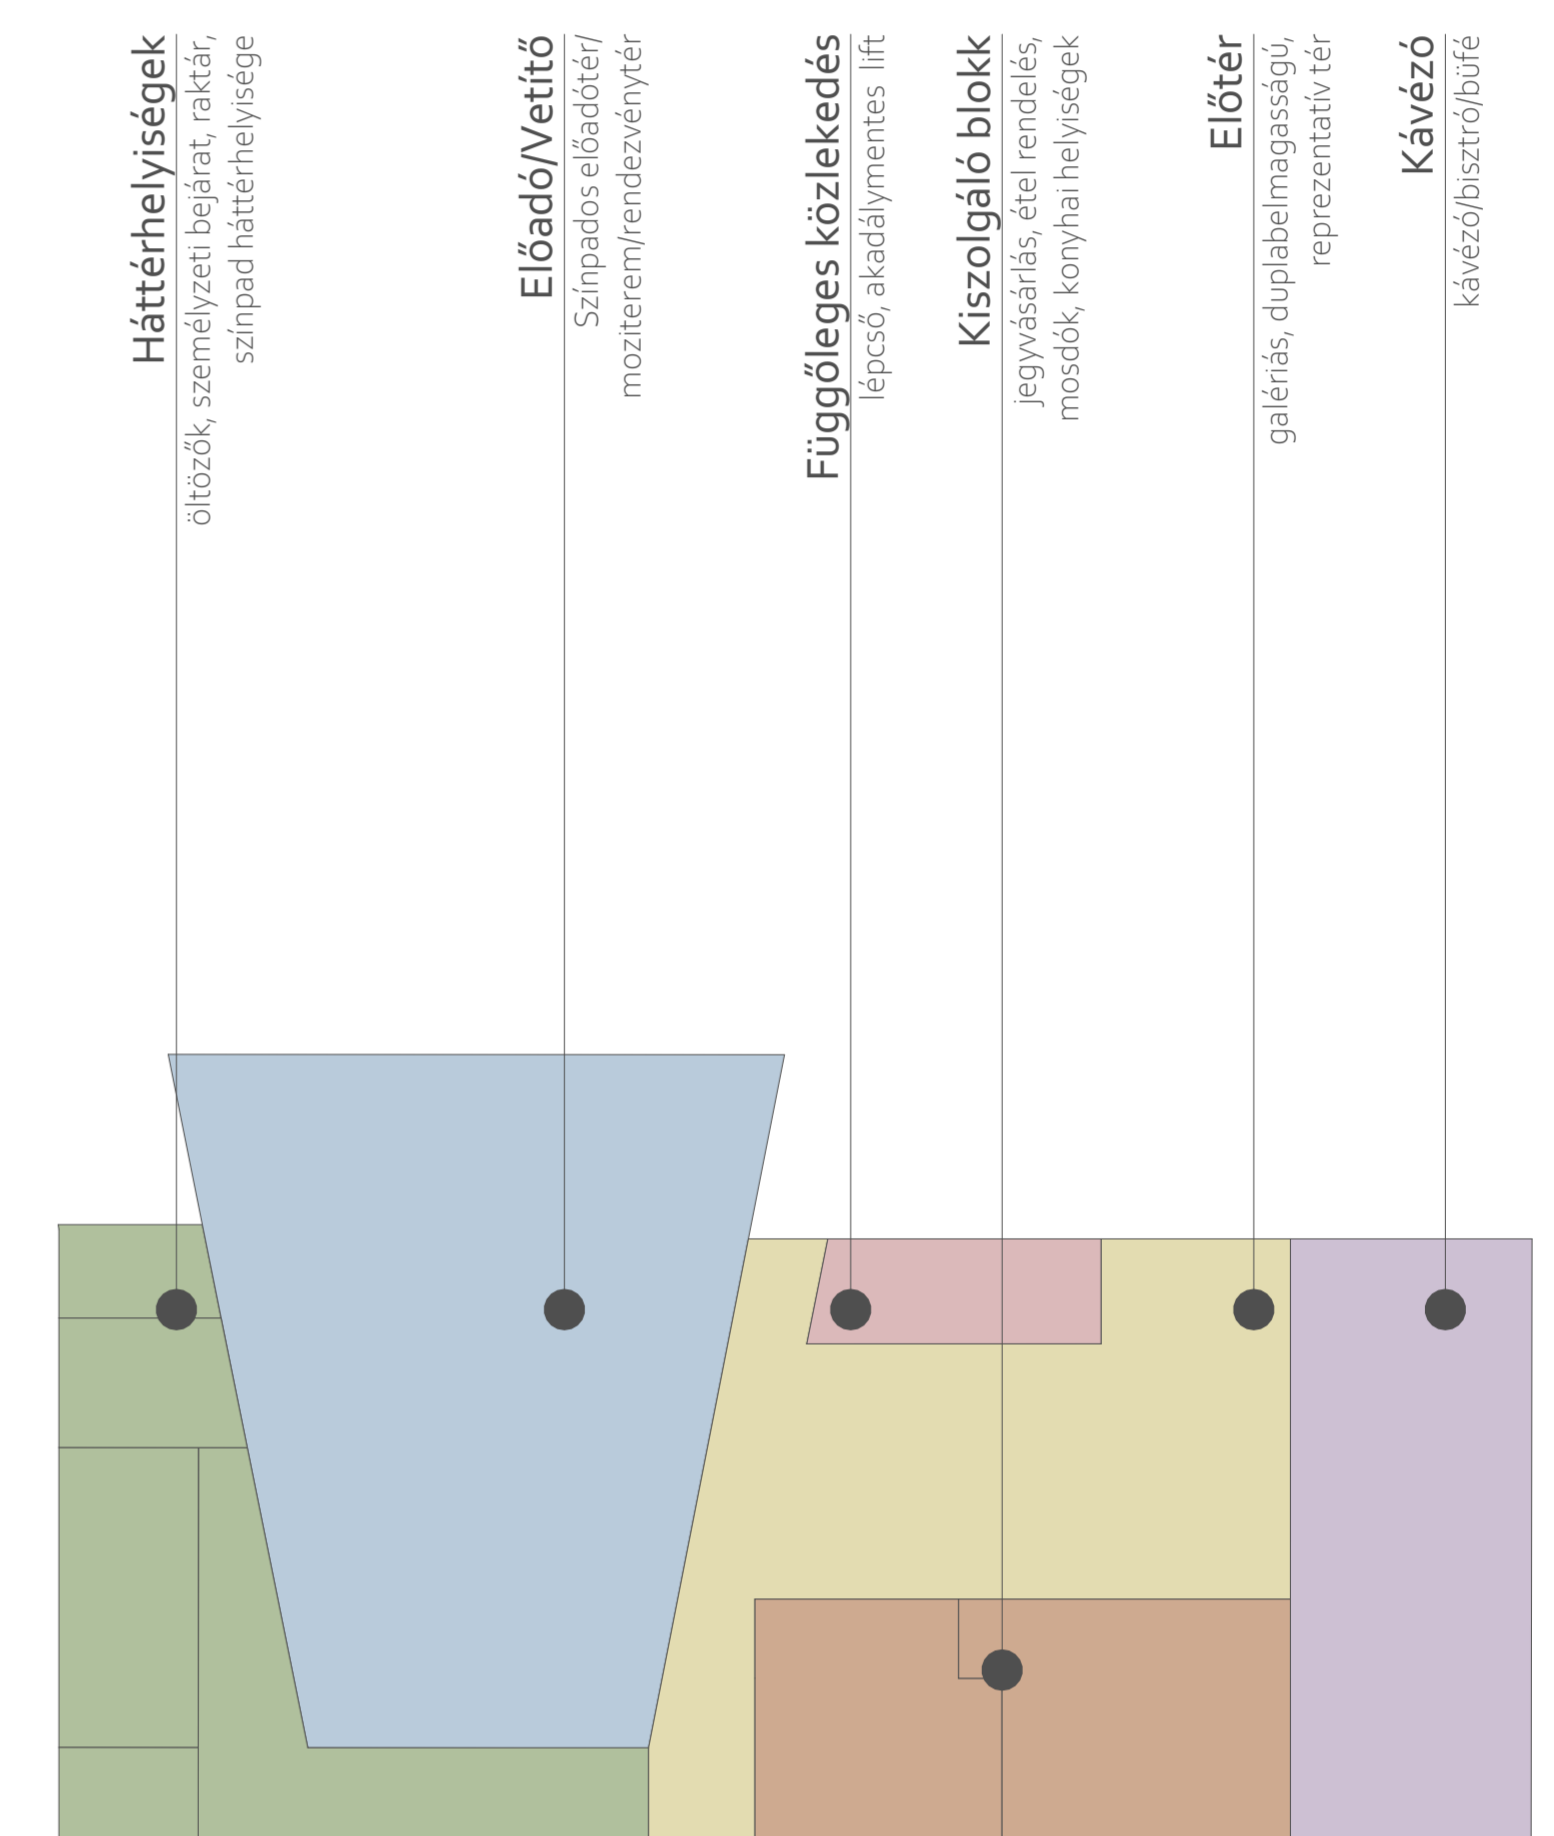 Háttérhelyiségek
öltözők, személyzeti bejárat, raktár,
színpad háttérhelyisége
Előadó/Vetítő
Színpados előadótér/
moziterem/rendezvénytér
Függőleges közlekedés
lépcső, akadálymentes lift
Kiszolgáló blokk
jegyvásárlás, étel rendelés,
mosdók, konyhai helyiségek
Előtér
galériás, duplabelmagasságú,
reprezentatív tér
Kávézó
kávézó/bisztró/büfé